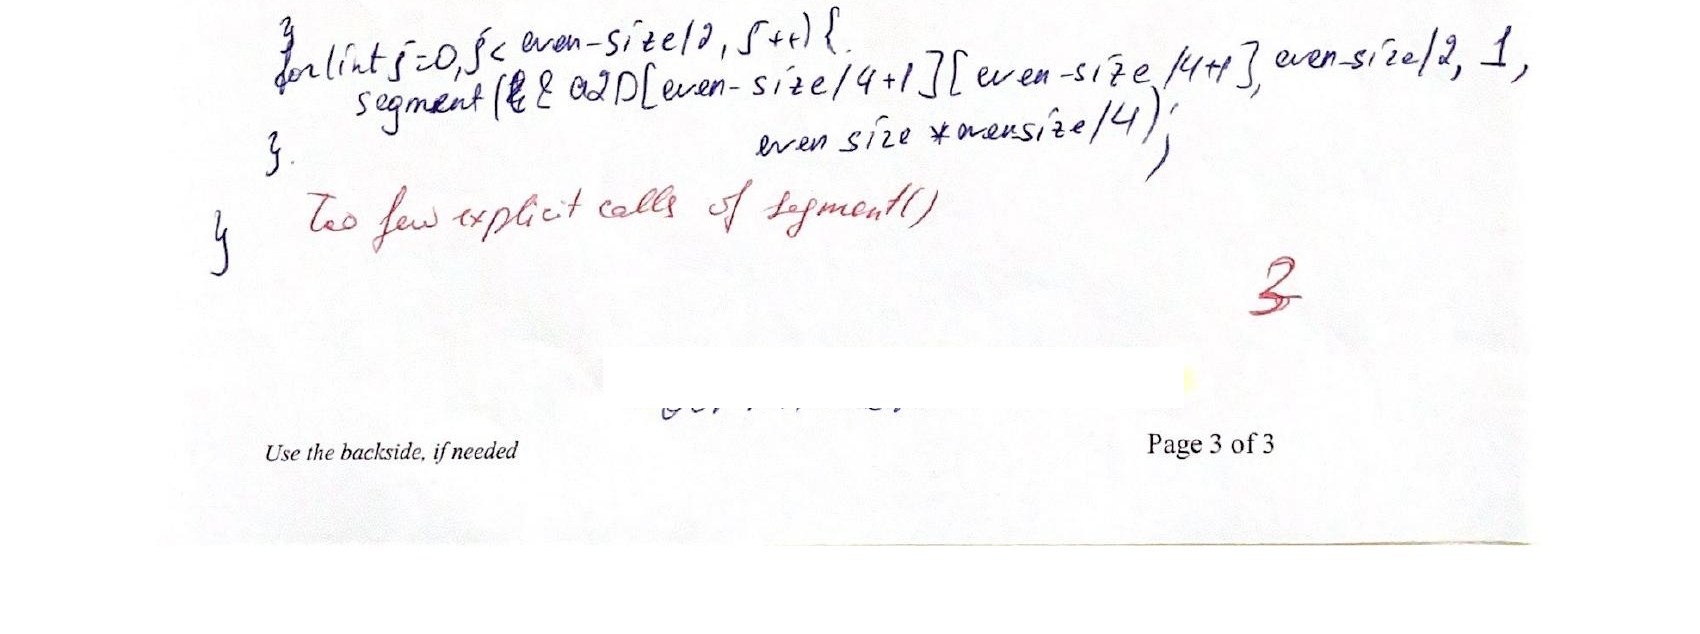 }
for(int j=0, j< even-size/2, j++) {
segment(& a2D[even-size/4+1][even-size/4+1], even-size/2, 1,
even size * evensize/4);
}.
Too few explicit calls of segment()
}
Use the backside, if needed
Page 3 of 3